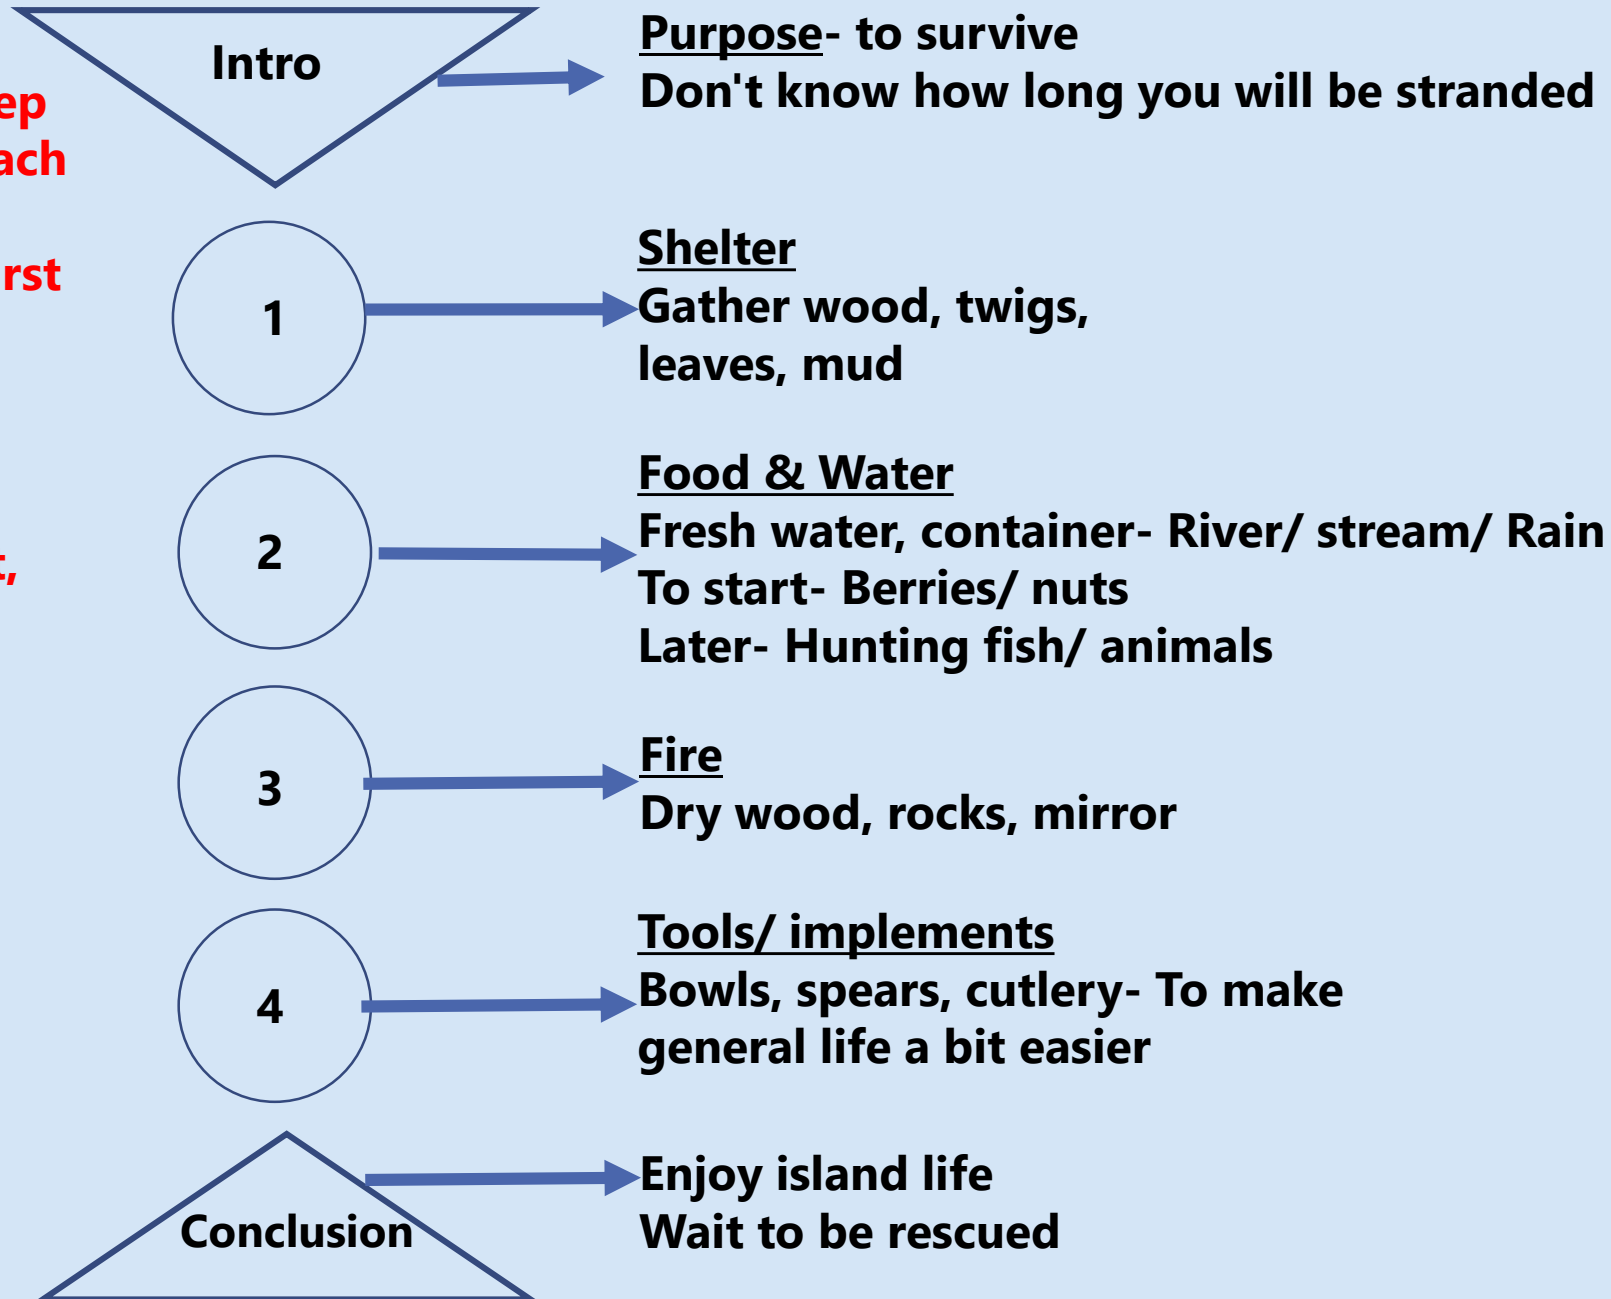 Intro
Purpose- to survive
Don't know how long you will be stranded
1
Shelter
Gather wood, twigs,
leaves, mud
2
Food & Water
Fresh water, container- River/ stream/ Rain
To start- Berries/ nuts
Later- Hunting fish/ animals
3
Fire
Dry wood, rocks, mirror
4
Tools/ implements
Bowls, spears, cutlery- To make
general life a bit easier
Conclusion
Enjoy island life
Wait to be rescued